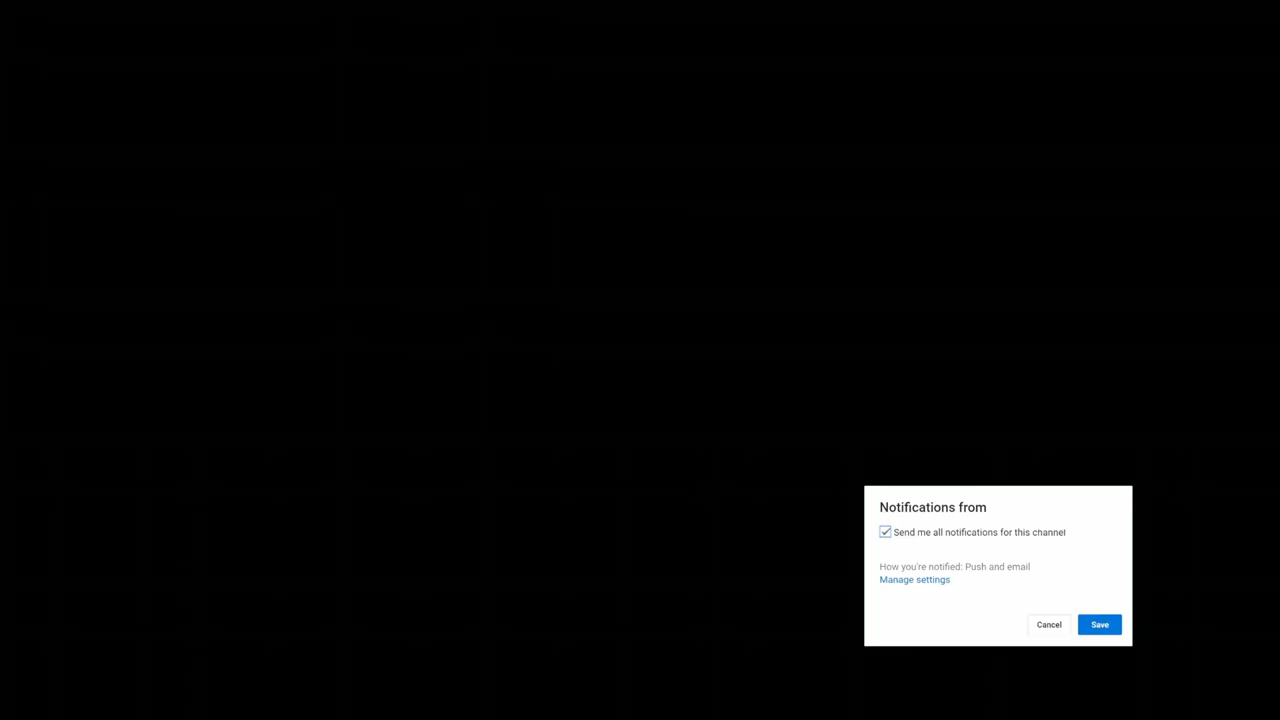 Notifications from
Send me all notifications for this channel
How you're notified: Push and email
Manage settings
Cancel Save